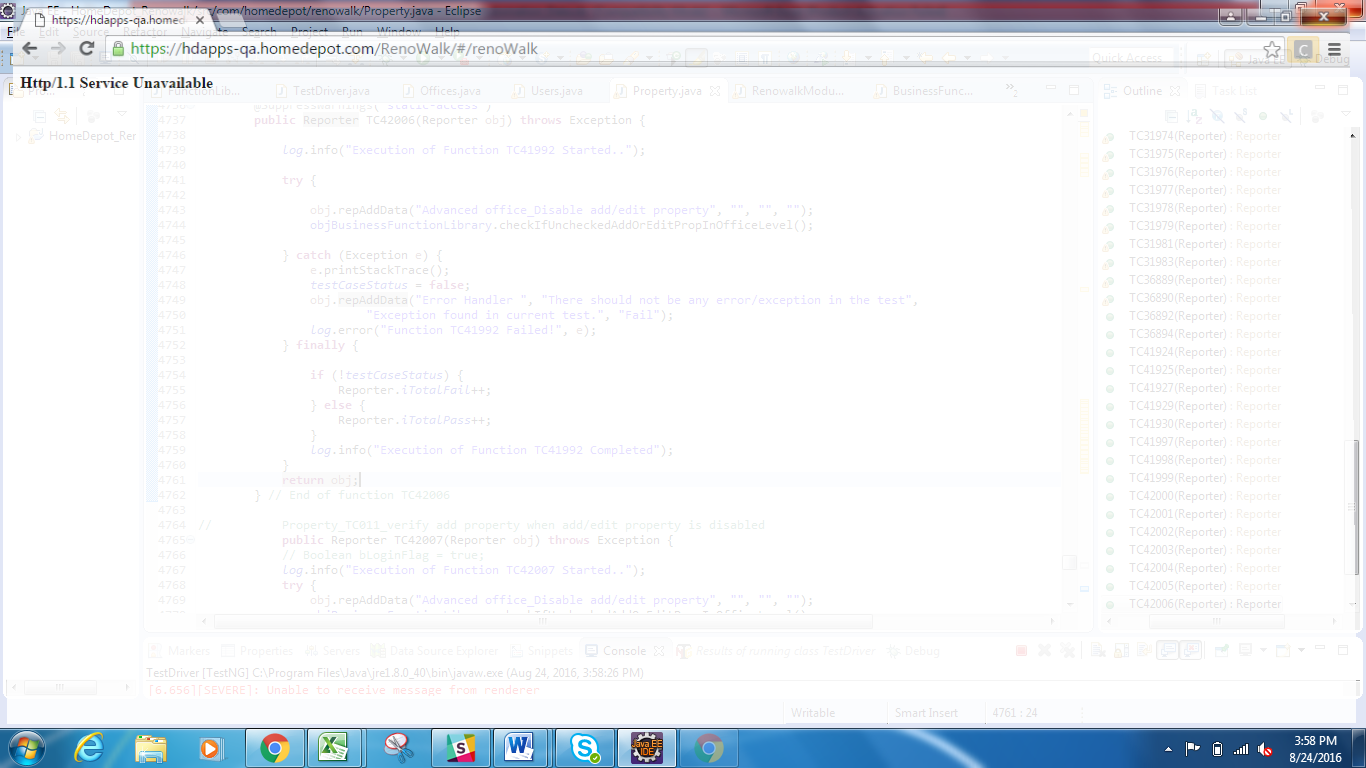 Java EE - HomeDepot_Renowalk/src/com/homedepot/renowalk/Property.java - Eclipse
https://hdapps-qa.homed
File Edit Source Refactor Navigate Search Project Run Window Help
https://hdapps-qa.homedepot.com/RenoWalk/#/renoWalk
Quick Access
Java EE
Debug
Http/1.1 Service Unavailable
TestDriver.java
Offices.java
Users.java
Property.java
RenowalkModu...
BusinessFunc...
»2
Outline
Task List
HomeDepot_Rer
@SuppressWarnings("static-access")
4737 public Reporter TC42006(Reporter obj) throws Exception {
4738
4739 log.info("Execution of Function TC41992 Started..");
4740
4741 try {
4742
4743 obj.repAddData("Advanced office_Disable add/edit property", "", "", "");
4744 objBusinessFunctionLibrary.checkIfUncheckedAddOrEditPropInOfficeLevel();
4745
4746 } catch (Exception e) {
4747 e.printStackTrace();
4748 testCaseStatus = false;
4749 obj.repAddData("Error Handler ", "There should not be any error/exception in the test",
4750 "Exception found in current test.", "Fail");
4751 log.error("Function TC41992 Failed!", e);
4752 } finally {
4753
4754 if (!testCaseStatus) {
4755 Reporter.iTotalFail++;
4756 } else {
4757 Reporter.iTotalPass++;
4758 }
4759 log.info("Execution of Function TC41992 Completed");
4760 }
4761 return obj;
4762 } // End of function TC42006
4763
4764 // Property_TC011_verify add property when add/edit property is disabled
4765 public Reporter TC42007(Reporter obj) throws Exception {
4766 // Boolean bLoginFlag = true;
4767 log.info("Execution of Function TC42007 Started..");
4768 try {
4769 obj.repAddData("Advanced office_Disable add/edit property", "", "", "");
TC31974(Reporter) : Reporter
TC31975(Reporter) : Reporter
TC31976(Reporter) : Reporter
TC31977(Reporter) : Reporter
TC31978(Reporter) : Reporter
TC31979(Reporter) : Reporter
TC31981(Reporter) : Reporter
TC31983(Reporter) : Reporter
TC36889(Reporter) : Reporter
TC36890(Reporter) : Reporter
TC36892(Reporter) : Reporter
TC36894(Reporter) : Reporter
TC41924(Reporter) : Reporter
TC41925(Reporter) : Reporter
TC41927(Reporter) : Reporter
TC41929(Reporter) : Reporter
TC41930(Reporter) : Reporter
TC41997(Reporter) : Reporter
TC41998(Reporter) : Reporter
TC41999(Reporter) : Reporter
TC42000(Reporter) : Reporter
TC42001(Reporter) : Reporter
TC42002(Reporter) : Reporter
TC42003(Reporter) : Reporter
TC42004(Reporter) : Reporter
TC42005(Reporter) : Reporter
TC42006(Reporter) : Reporter
Markers
Properties
Servers
Data Source Explorer
Snippets
Console
Results of running class TestDriver
Debug
TestDriver [TestNG] C:\Program Files\Java\jre1.8.0_40\bin\javaw.exe (Aug 24, 2016, 3:58:26 PM)
[6.656][SEVERE]: Unable to receive message from renderer
Writable
Smart Insert
4761 : 24
Java EE
IDE
3:58 PM
8/24/2016